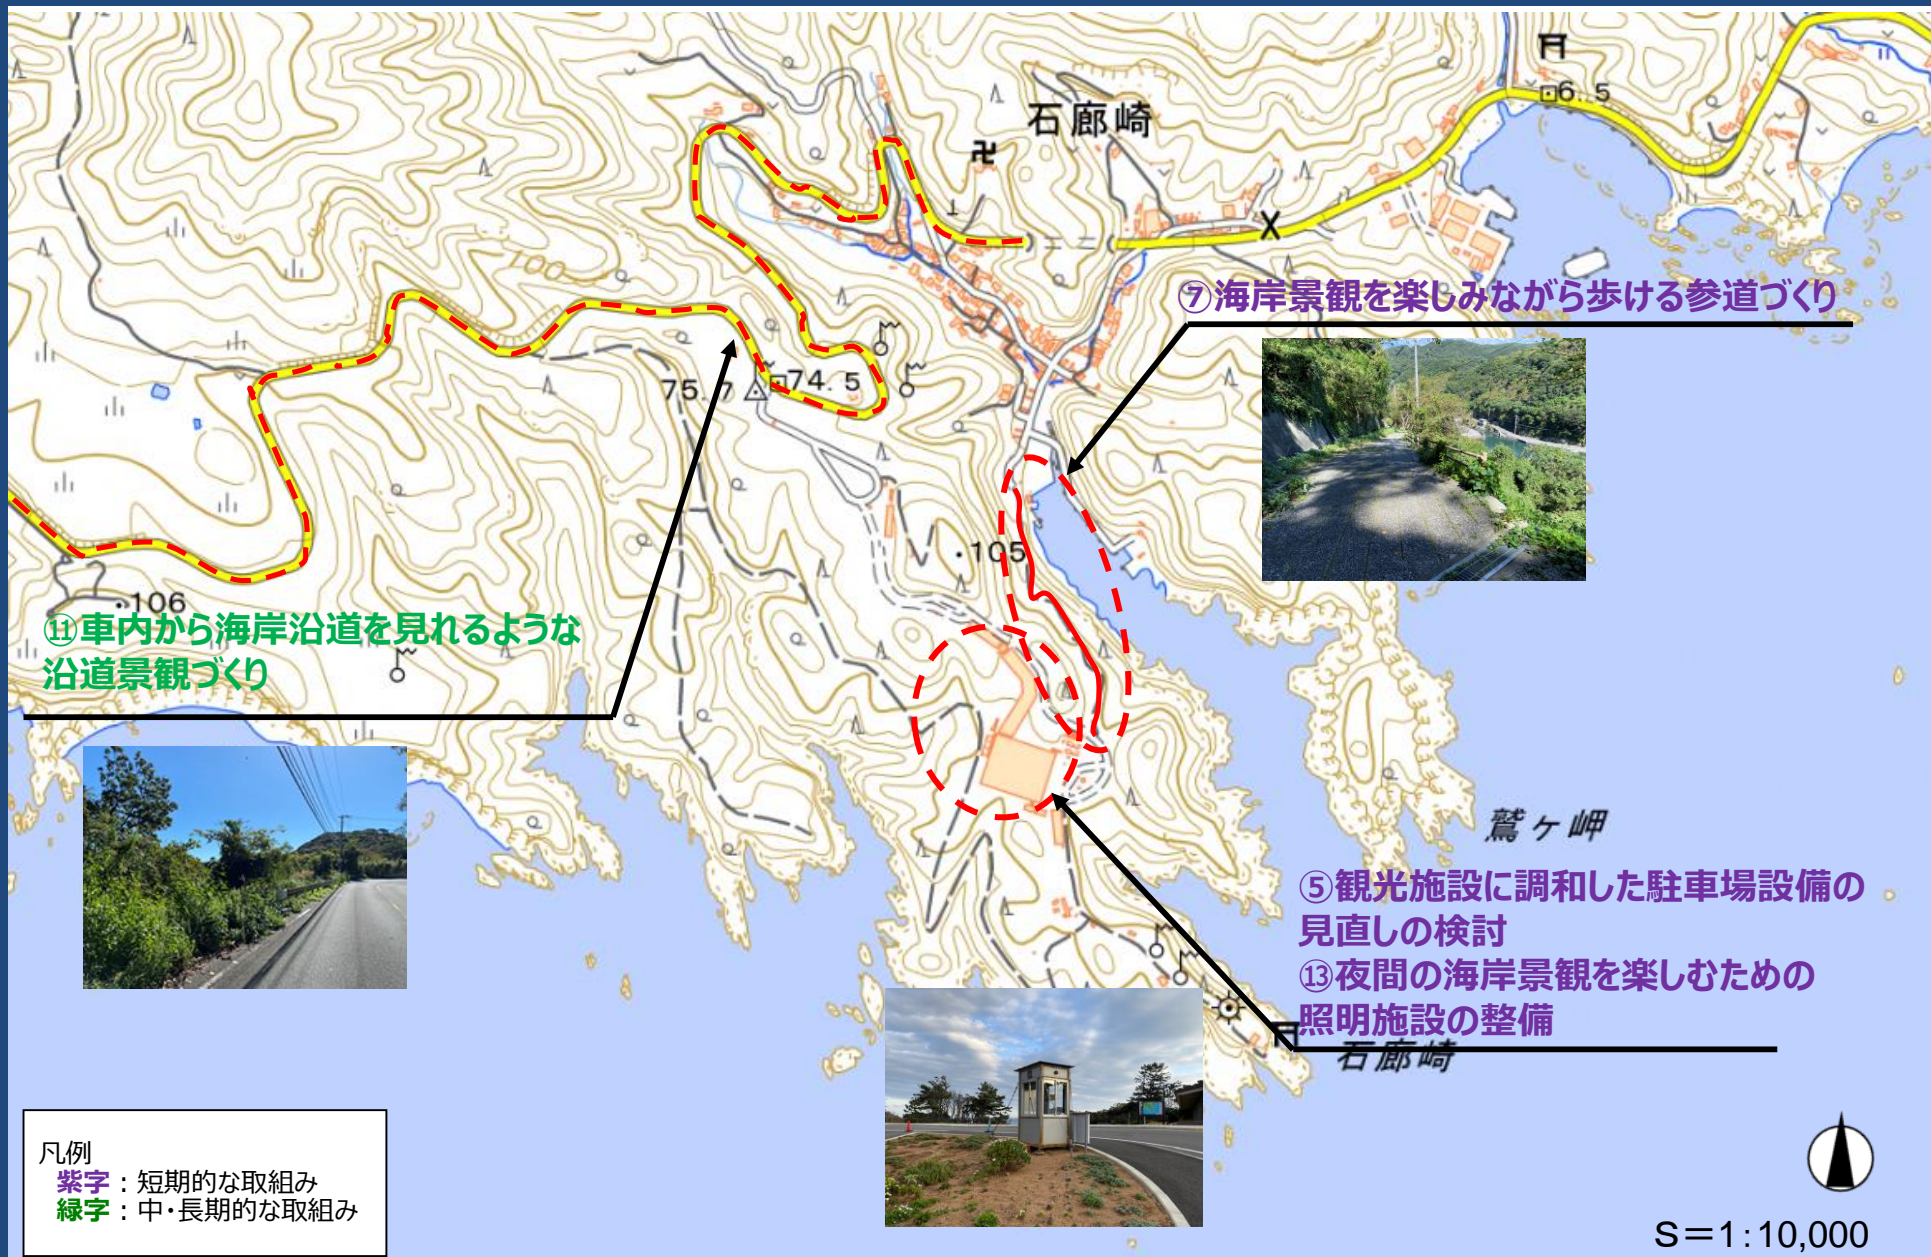 石廊崎
6.5
⑦海岸景観を楽しみながら歩ける参道づくり
100
75.7
74.5
105
106
⑪車内から海岸沿道を見れるような
沿道景観づくり
鷲ヶ岬
⑤観光施設に調和した駐車場設備の
見直しの検討
⑬夜間の海岸景観を楽しむための
照明施設の整備
石廊崎
凡例
紫字：短期的な取組み
緑字：中・長期的な取組み
S＝1:10,000